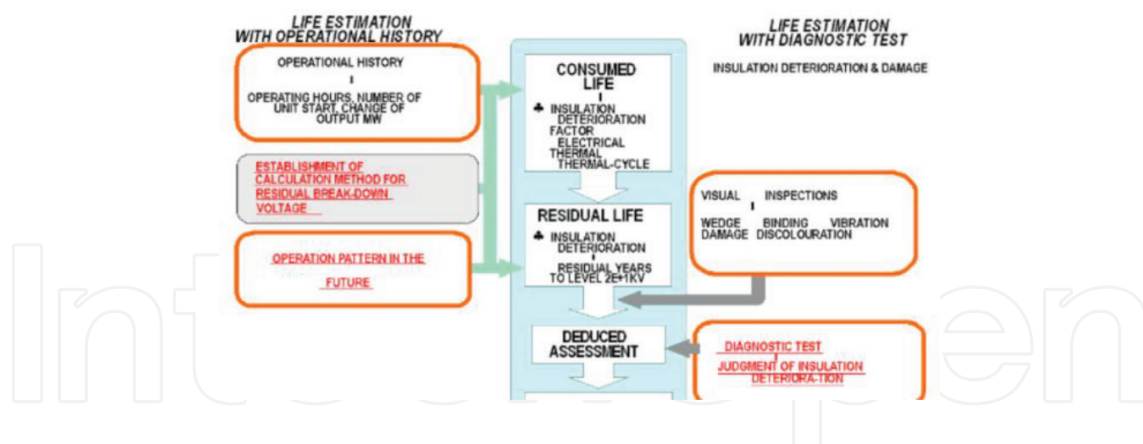 LIFE ESTIMATION
WITH OPERATIONAL HISTORY
OPERATIONAL HISTORY
OPERATING HOURS, NUMBER OF
UNIT START, CHANGE OF
OUTPUT MW
ESTABLISHMENT OF
CALCULATION METHOD FOR
RESIDUAL BREAK-DOWN
VOLTAGE
OPERATION PATTERN IN THE
FUTURE
CONSUMED
LIFE
♣ INSULATION
DETERIORATION
FACTOR
ELECTRICAL
THERMAL
THERMAL-CYCLE
RESIDUAL LIFE
♣ INSULATION
DETERIORATION
RESIDUAL YEARS
TO LEVEL 2E+1KV
DEDUCED
ASSESSMENT
LIFE ESTIMATION
WITH DIAGNOSTIC TEST
INSULATION DETERIORATION & DAMAGE
VISUAL INSPECTIONS
WEDGE BINDING VIBRATION
DAMAGE DISCOLOURATION
DIAGNOSTIC TEST
JUDGMENT OF INSULATION
DETERIORA-TION